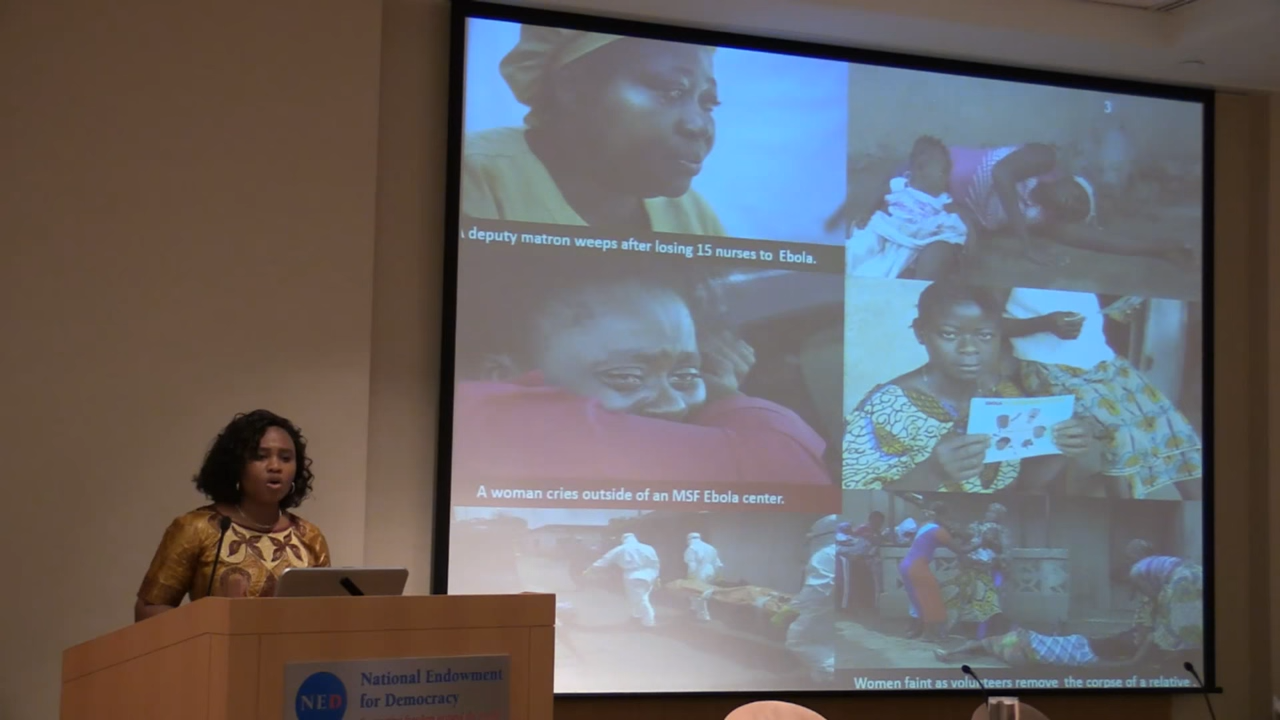 3
A deputy matron weeps after losing 15 nurses to Ebola.
A woman cries outside of an MSF Ebola center.
Women faint as volunteers remove the corpse of a relative.
NED
National Endowment
for Democracy